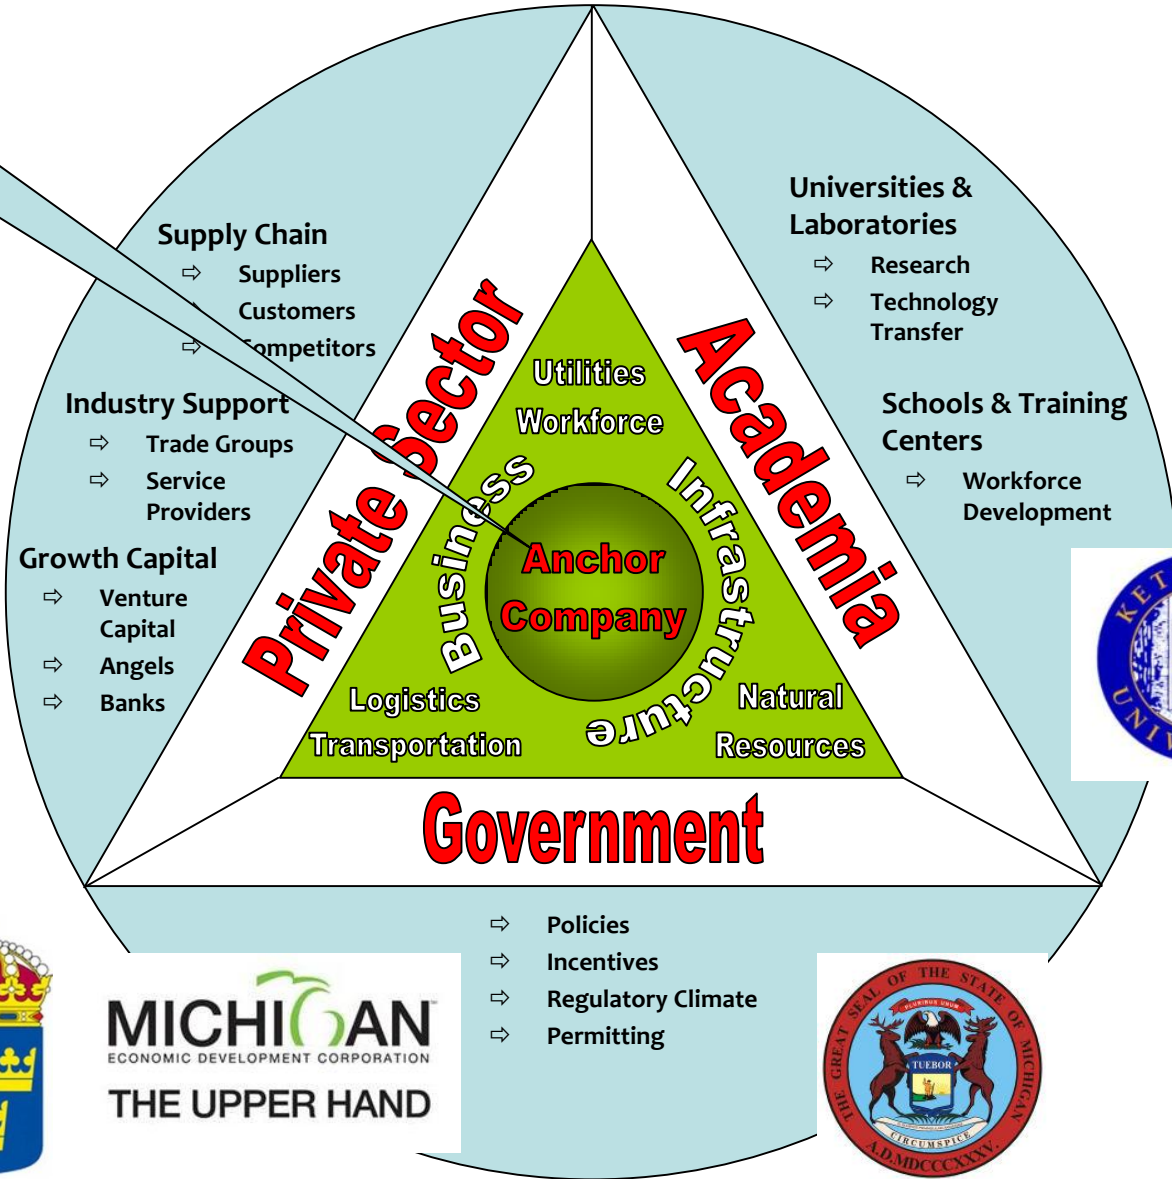 Supply Chain
⇨ Suppliers
Customers
⇨ Competitors
Industry Support
⇨ Trade Groups
⇨ Service
Providers
Growth Capital
⇨ Venture
Capital
⇨ Angels
⇨ Banks
Private Sector
Universities &
Laboratories
⇨ Research
⇨ Technology
Transfer
Schools & Training
Centers
⇨ Workforce
Development
Academia
Utilities
Workforce
Business
Infrastructure
Anchor
Company
Logistics
Transportation
Natural
Resources
Government
⇨ Policies
⇨ Incentives
⇨ Regulatory Climate
⇨ Permitting
MICHIGAN
ECONOMIC DEVELOPMENT CORPORATION
THE UPPER HAND
THE GREAT SEAL OF THE STATE OF MICHIGAN
TUEBOR
CIRCUMSPICE
A.D. MDCCCXXXV.